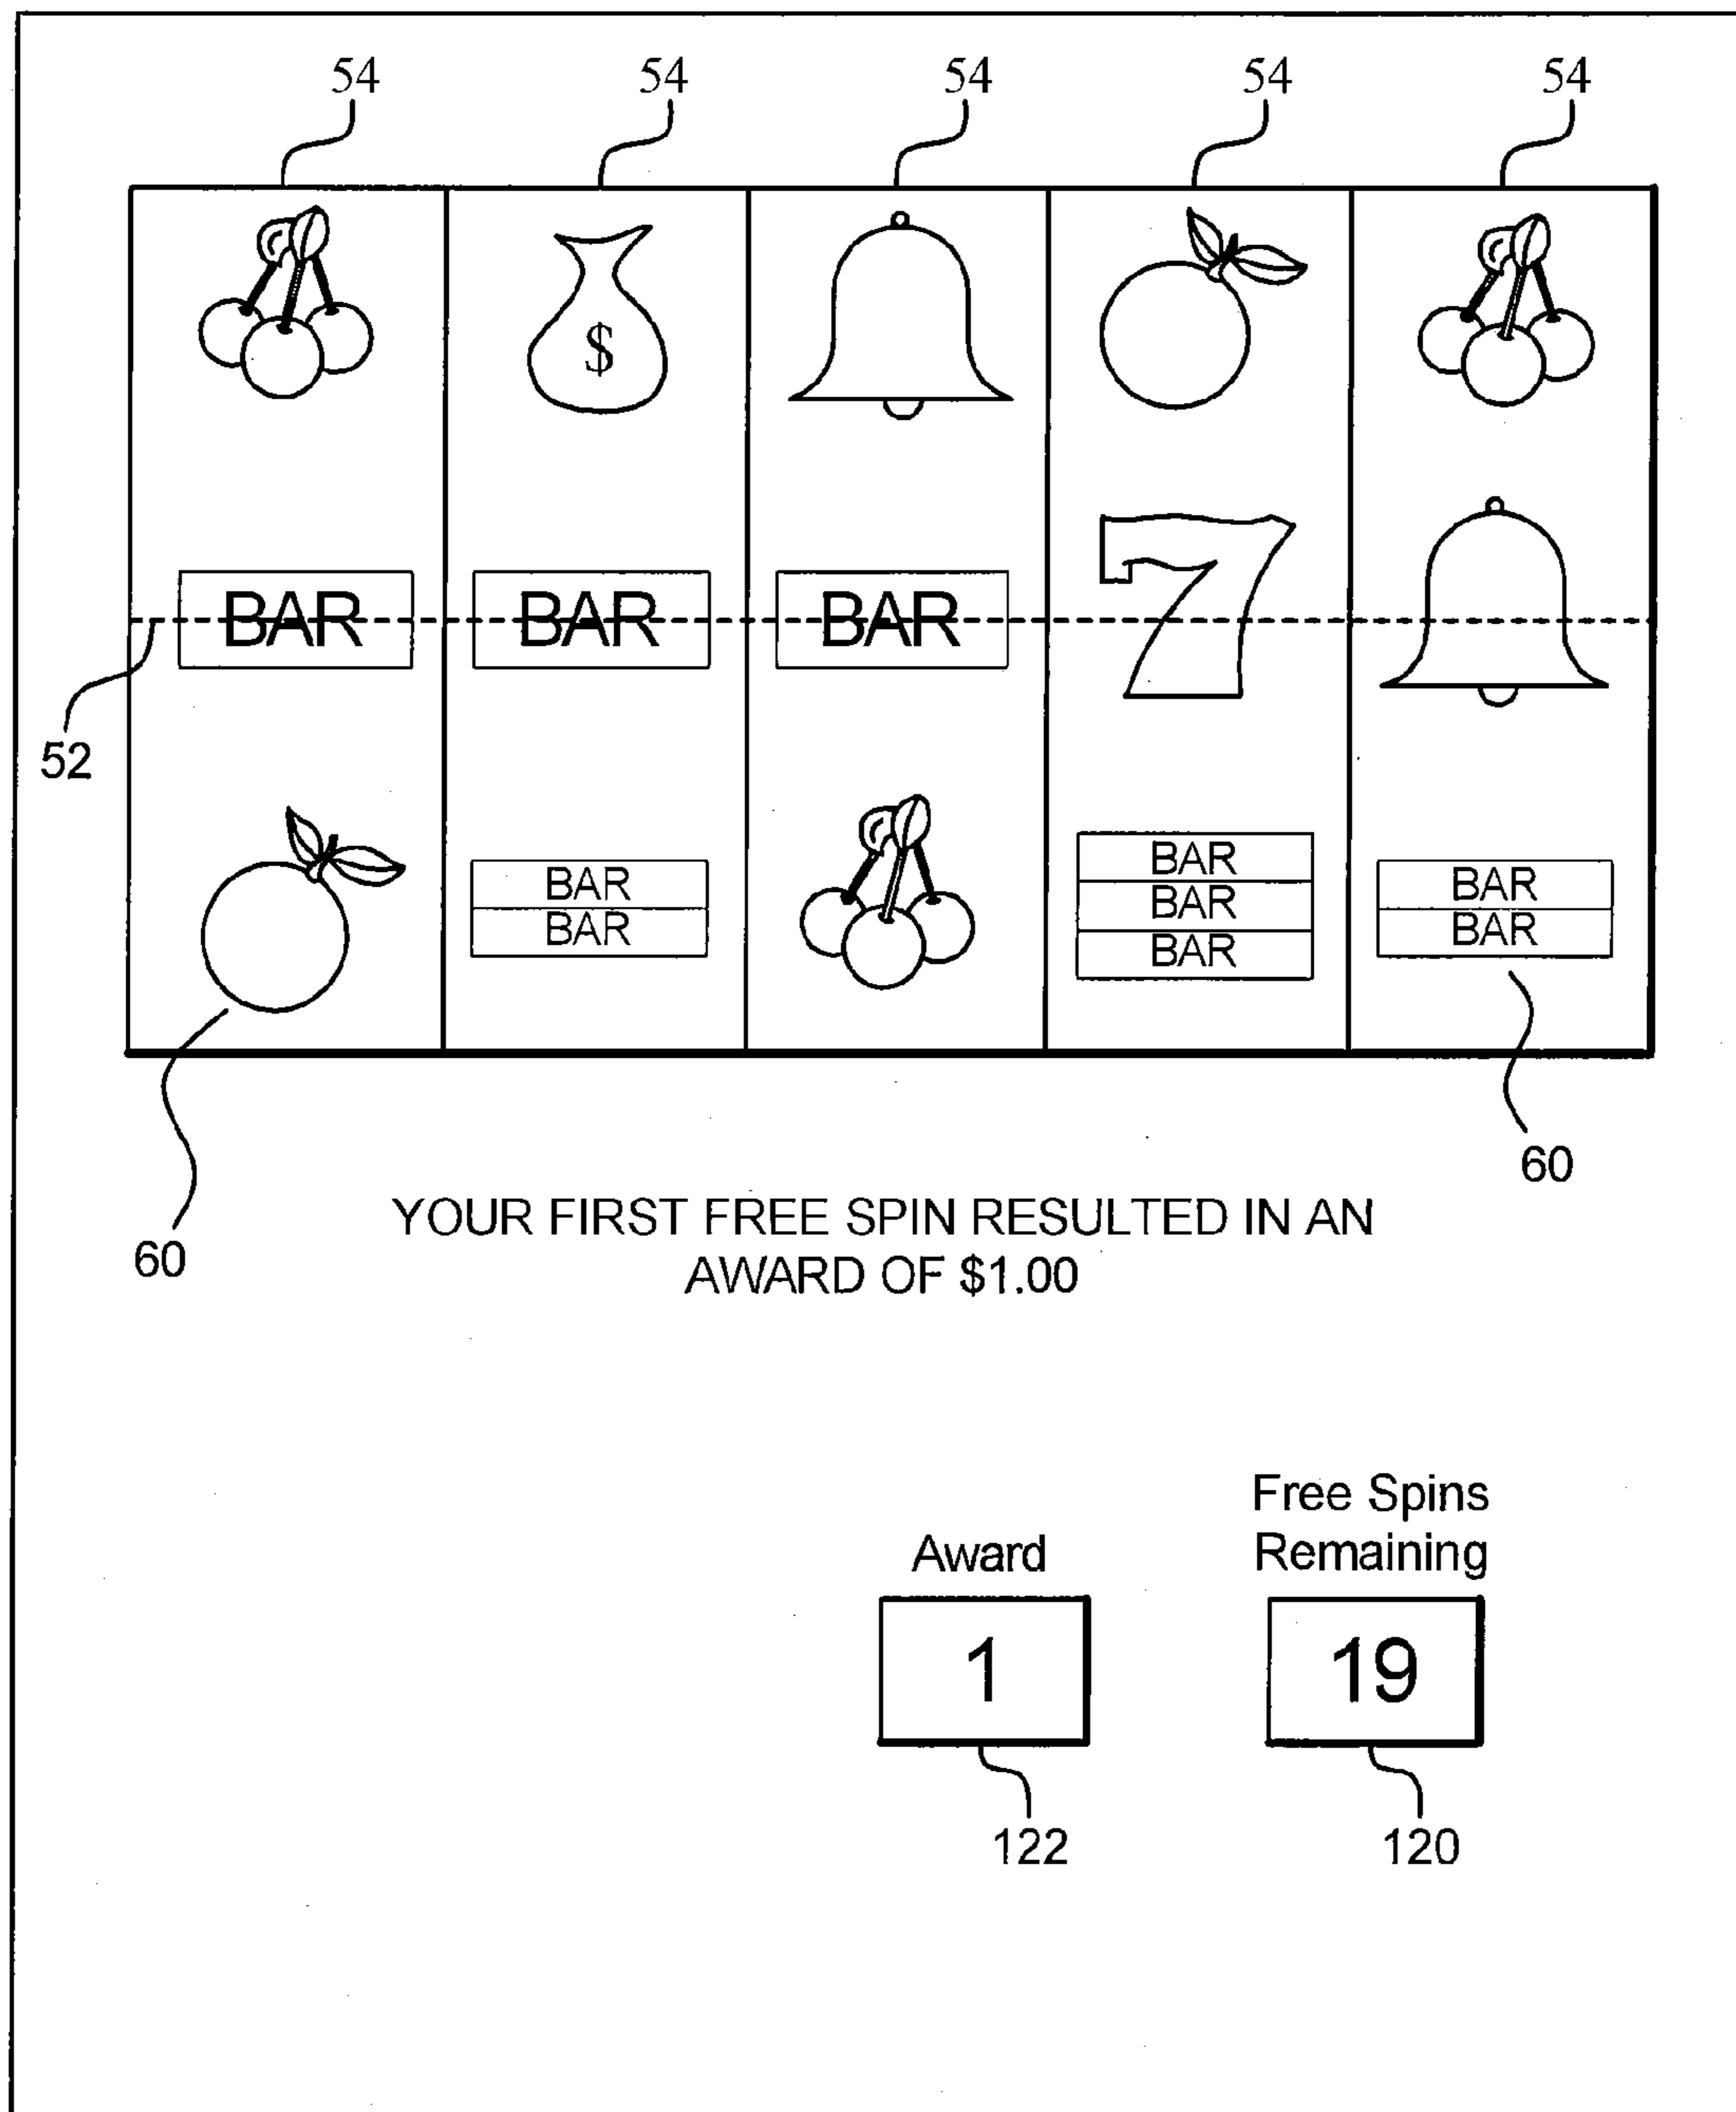 54 54 54 54 54
$
BAR BAR BAR 7
52
BAR
BAR
BAR
BAR
BAR
BAR
BAR
60
60
YOUR FIRST FREE SPIN RESULTED IN AN
AWARD OF $1.00
Award
Free Spins
Remaining
1
19
122
120